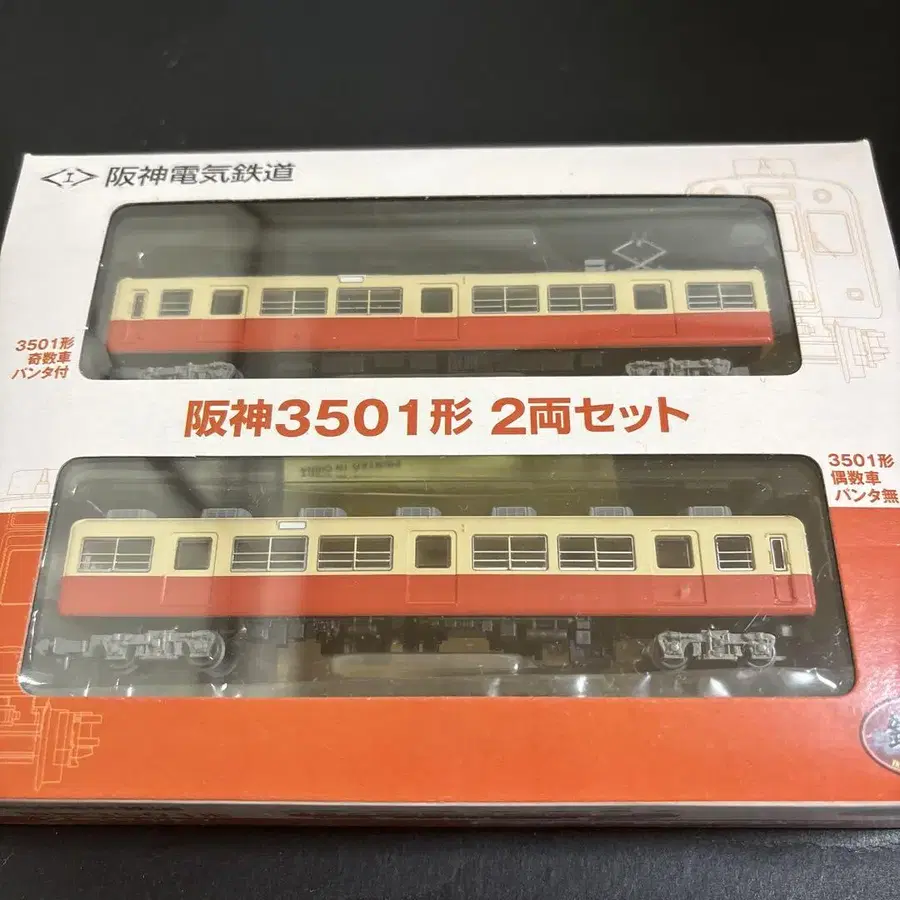 阪神電気鉄道
3501形
奇数車
パンタ付
阪神3501形 2両セット
3501形
偶数車
パンタ無